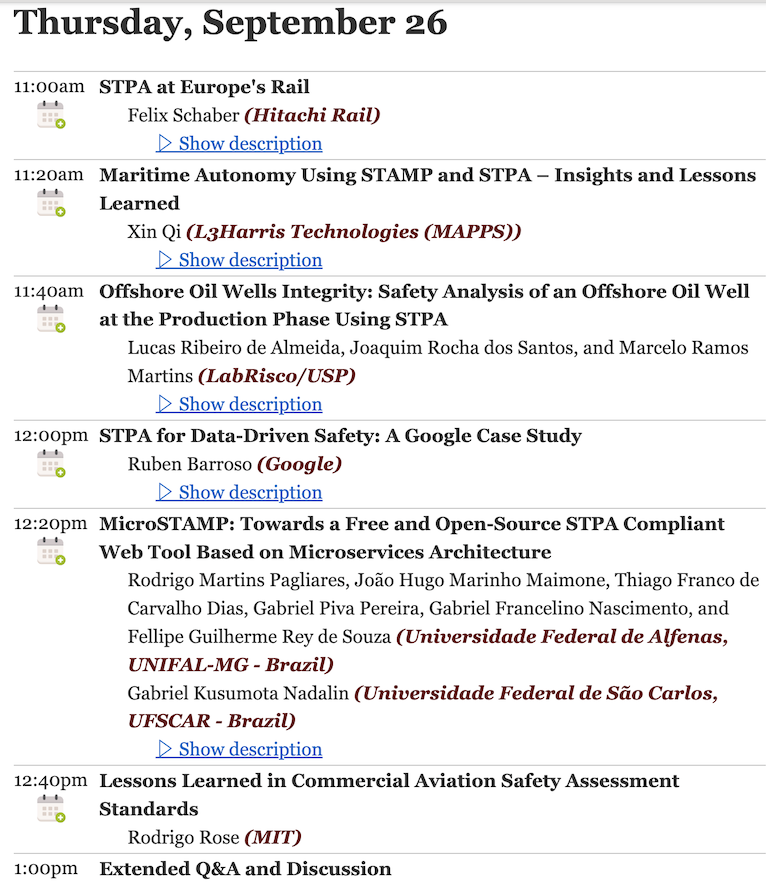 Thursday, September 26
11:00am STPA at Europe's Rail
Felix Schaber (Hitachi Rail)
▷ Show description
11:20am Maritime Autonomy Using STAMP and STPA – Insights and Lessons
Learned
Xin Qi (L3Harris Technologies (MAPPS))
▷ Show description
11:40am Offshore Oil Wells Integrity: Safety Analysis of an Offshore Oil Well
at the Production Phase Using STPA
Lucas Ribeiro de Almeida, Joaquim Rocha dos Santos, and Marcelo Ramos
Martins (LabRisco/USP)
▷ Show description
12:00pm STPA for Data-Driven Safety: A Google Case Study
Ruben Barroso (Google)
▷ Show description
12:20pm MicroSTAMP: Towards a Free and Open-Source STPA Compliant
Web Tool Based on Microservices Architecture
Rodrigo Martins Pagliares, João Hugo Marinho Maimone, Thiago Franco de
Carvalho Dias, Gabriel Piva Pereira, Gabriel Francelino Nascimento, and
Fellipe Guilherme Rey de Souza (Universidade Federal de Alfenas,
UNIFAL-MG - Brazil)
Gabriel Kusumota Nadalin (Universidade Federal de São Carlos,
UFSCAR - Brazil)
▷ Show description
12:40pm Lessons Learned in Commercial Aviation Safety Assessment
Standards
Rodrigo Rose (MIT)
1:00pm Extended Q&A and Discussion